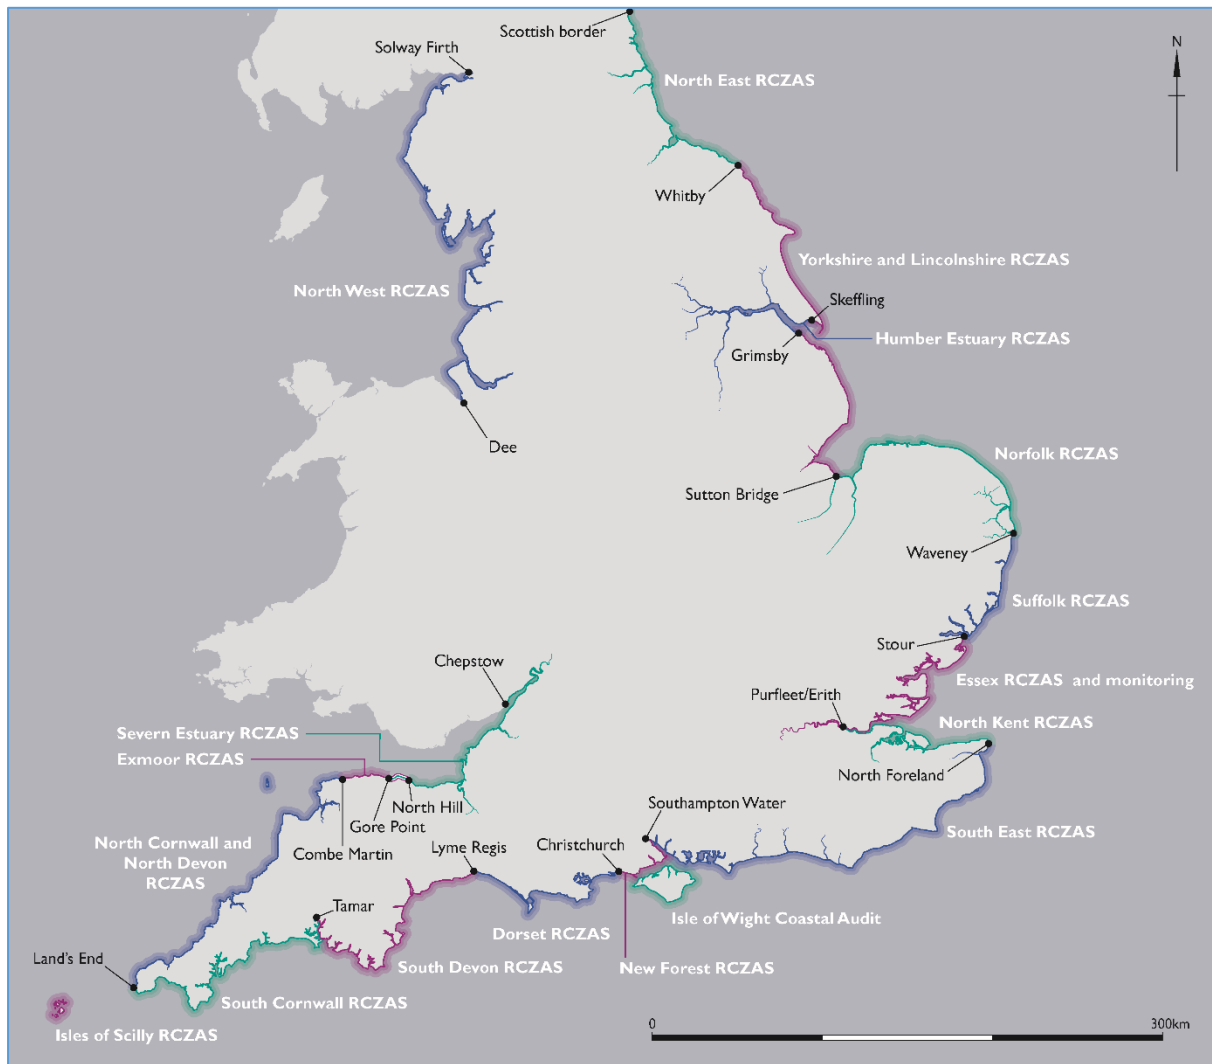 Scottish border
Solway Firth
N
North East RCZAS
Whitby
Yorkshire and Lincolnshire RCZAS
North West RCZAS
Skeffling
Humber Estuary RCZAS
Grimsby
Dee
Norfolk RCZAS
Sutton Bridge
Waveney
Suffolk RCZAS
Stour
Chepstow
Essex RCZAS and monitoring
Purfleet/Erith
North Kent RCZAS
Severn Estuary RCZAS
Exmoor RCZAS
North Foreland
North Hill
Southampton Water
Gore Point
South East RCZAS
North Cornwall and
North Devon
RCZAS
Combe Martin
Lyme Regis
Christchurch
Tamar
Isle of Wight Coastal Audit
Dorset RCZAS
Land's End
South Devon RCZAS
New Forest RCZAS
South Cornwall RCZAS
Isles of Scilly RCZAS
0
300km